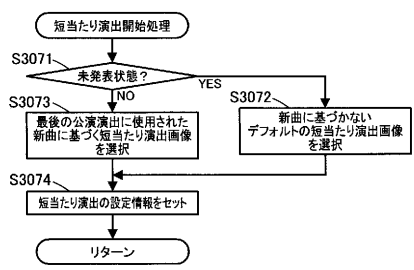 短当たり演出開始処理
S3071
未発表状態？
YES
NO
S3073
最後の公演演出に使用された
新曲に基づく短当たり演出画像
を選択
S3072
新曲に基づかない
デフォルトの短当たり演出画像
を選択
S3074
短当たり演出の設定情報をセット
リターン